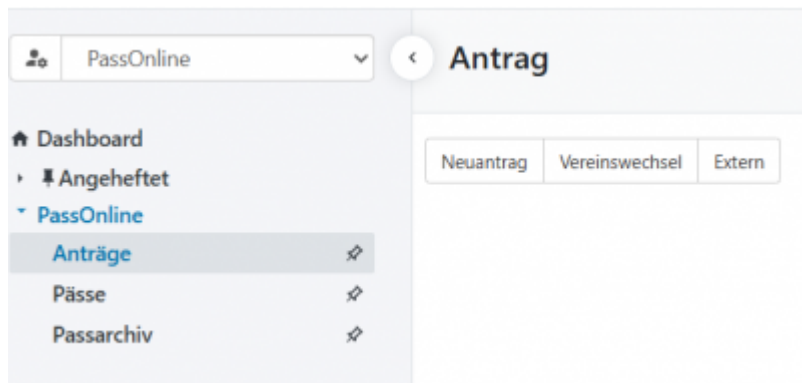 PassOnline
Antrag
Dashboard
Angeheftet
PassOnline
Anträge
Pässe
Passarchiv
Neuantrag Vereinswechsel Extern